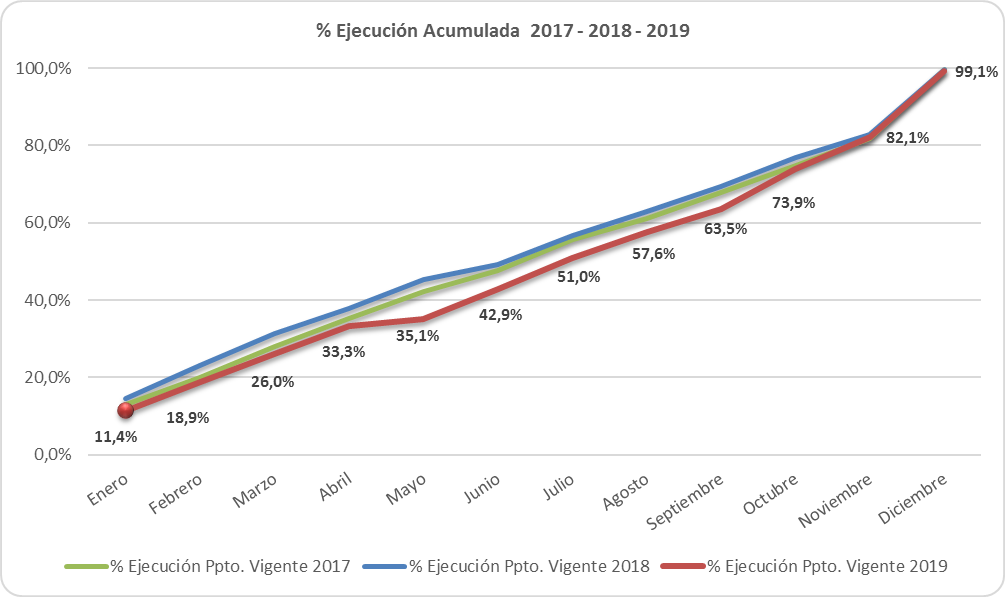 % Ejecución Acumulada 2017 - 2018 - 2019
100,0%
80,0%
60,0%
40,0%
20,0%
0,0%
11,4%
18,9%
26,0%
33,3%
35,1%
42,9%
51,0%
57,6%
63,5%
73,9%
82,1%
99,1%
Enero
Febrero
Marzo
Abril
Mayo
Junio
Julio
Agosto
Septiembre
Octubre
Noviembre
Diciembre
% Ejecución Ppto. Vigente 2017
% Ejecución Ppto. Vigente 2018
% Ejecución Ppto. Vigente 2019